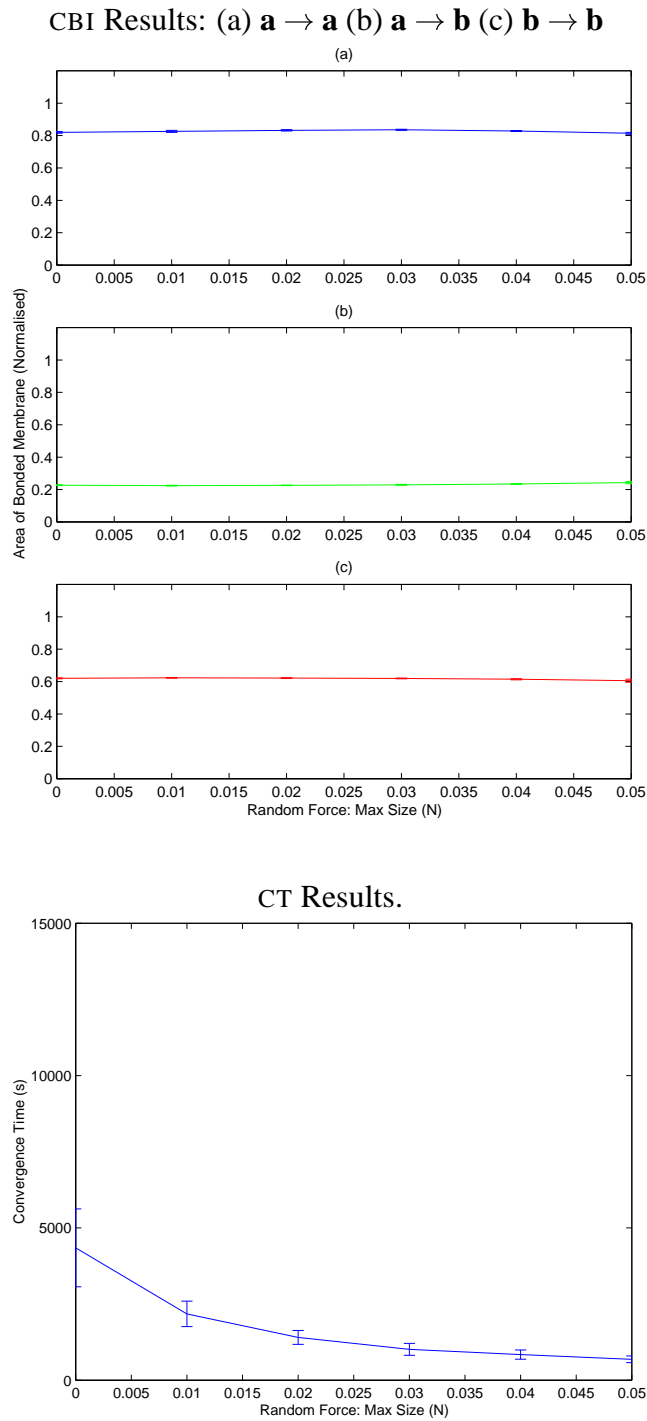 CBI Results: (a) a → a (b) a → b (c) b → b
(a)
1
0.8
0.6
0.4
0.2
0
0 0.005 0.01 0.015 0.02 0.025 0.03 0.035 0.04 0.045 0.05
(b)
Area of Bonded Membrane (Normalised)
1
0.8
0.6
0.4
0.2
0
0 0.005 0.01 0.015 0.02 0.025 0.03 0.035 0.04 0.045 0.05
(c)
1
0.8
0.6
0.4
0.2
0
0 0.005 0.01 0.015 0.02 0.025 0.03 0.035 0.04 0.045 0.05
Random Force: Max Size (N)
CT Results.
15000
10000
5000
0
Convergence Time (s)
0 0.005 0.01 0.015 0.02 0.025 0.03 0.035 0.04 0.045 0.05
Random Force: Max Size (N)